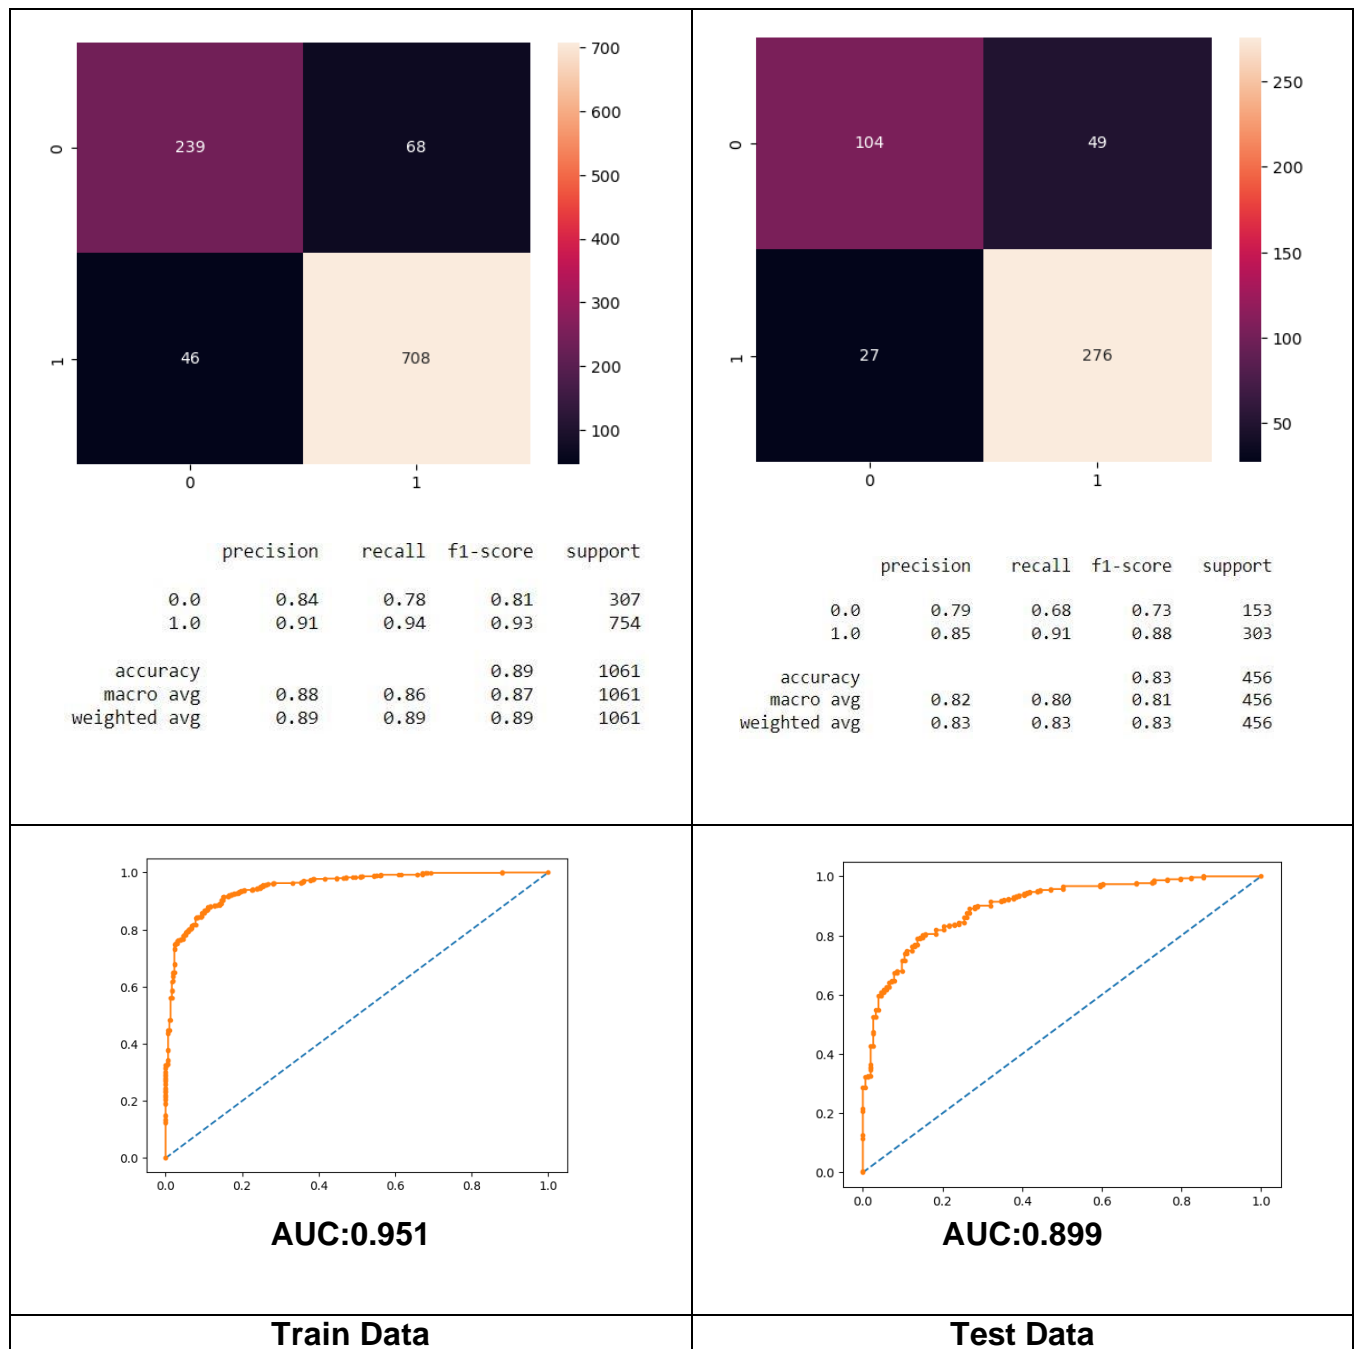 700
600
500
400
300
200
100
0
239
68
1
46
708
0
1
precision recall f1-score support
0.0 0.84 0.78 0.81 307
1.0 0.91 0.94 0.93 754
accuracy 0.89 1061
macro avg 0.88 0.86 0.87 1061
weighted avg 0.89 0.89 0.89 1061
250
200
150
100
50
0
104
49
1
27
276
0
1
precision recall f1-score support
0.0 0.79 0.68 0.73 153
1.0 0.85 0.91 0.88 303
accuracy 0.83 456
macro avg 0.82 0.80 0.81 456
weighted avg 0.83 0.83 0.83 456
1.0
0.8
0.6
0.4
0.2
0.0
0.0 0.2 0.4 0.6 0.8 1.0
AUC:0.951
1.0
0.8
0.6
0.4
0.2
0.0
0.0 0.2 0.4 0.6 0.8 1.0
AUC:0.899
Train Data
Test Data